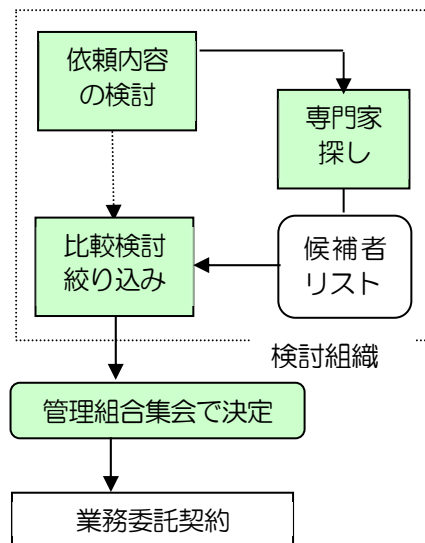 依頼内容
の検討
専門家
探し
比較検討
絞り込み
候補者
リスト
検討組織
管理組合集会で決定
業務委託契約